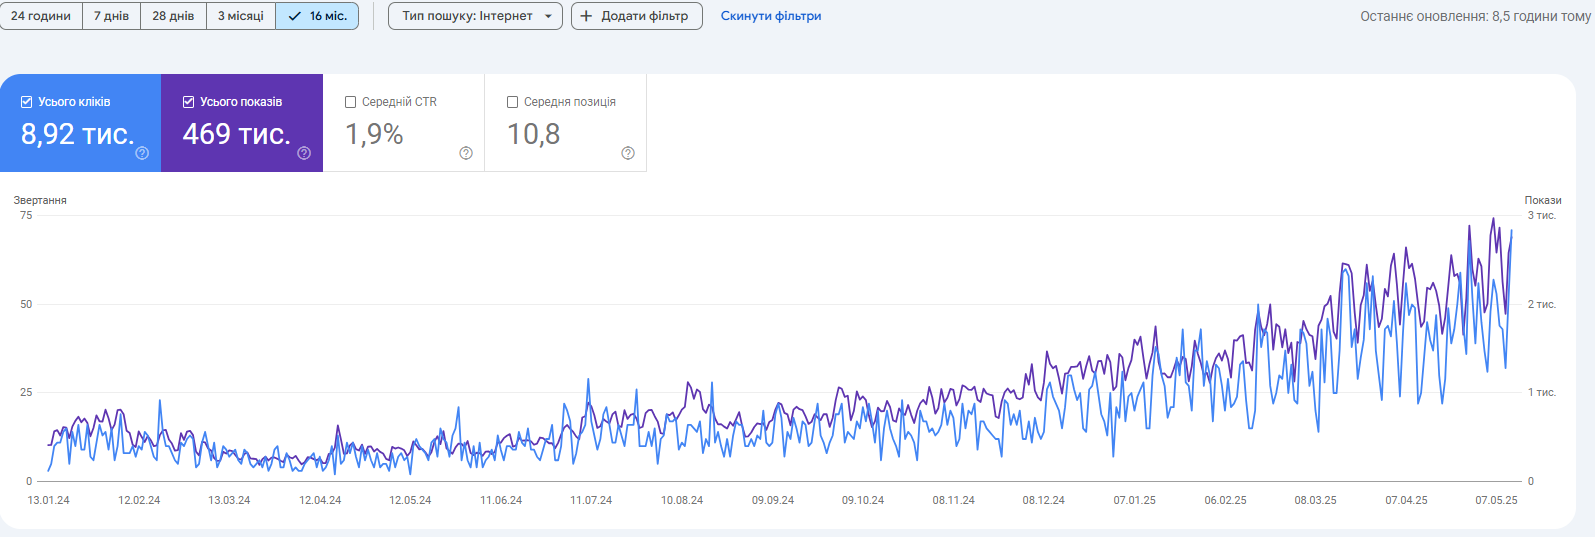 24 години 7 днів 28 днів 3 місяці 16 міс. Тип пошуку: Інтернет Додати фільтр Скинути фільтри Останнє оновлення: 8,5 години тому
Усього кліків Усього показів Середній CTR Середня позиція
8,92 тис. 469 тис. 1,9% 10,8
Звертання Покази
75 3 тис.
50 2 тис.
25 1 тис.
0 0
13.01.24 12.02.24 13.03.24 12.04.24 12.05.24 11.06.24 11.07.24 10.08.24 09.09.24 09.10.24 08.11.24 08.12.24 07.01.25 06.02.25 08.03.25 07.04.25 07.05.25